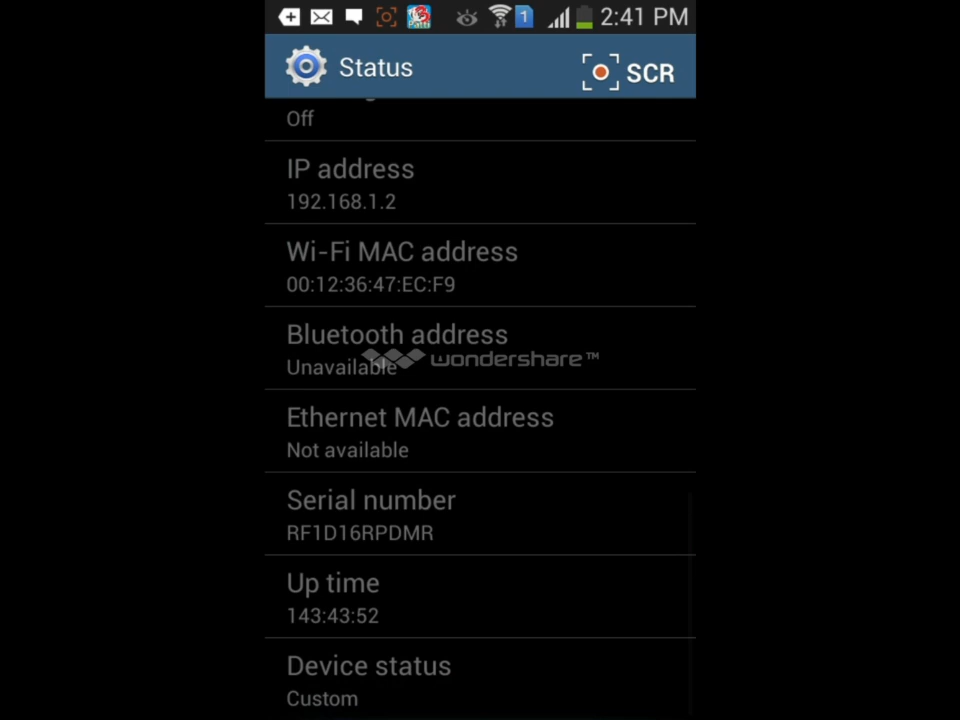 2:41 PM
1
Status
SCR
Off
IP address
192.168.1.2
Wi-Fi MAC address
00:12:36:47:EC:F9
Bluetooth address
wondershare™
Unavailable
Ethernet MAC address
Not available
Serial number
RF1D16RPDMR
Up time
143:43:52
Device status
Custom